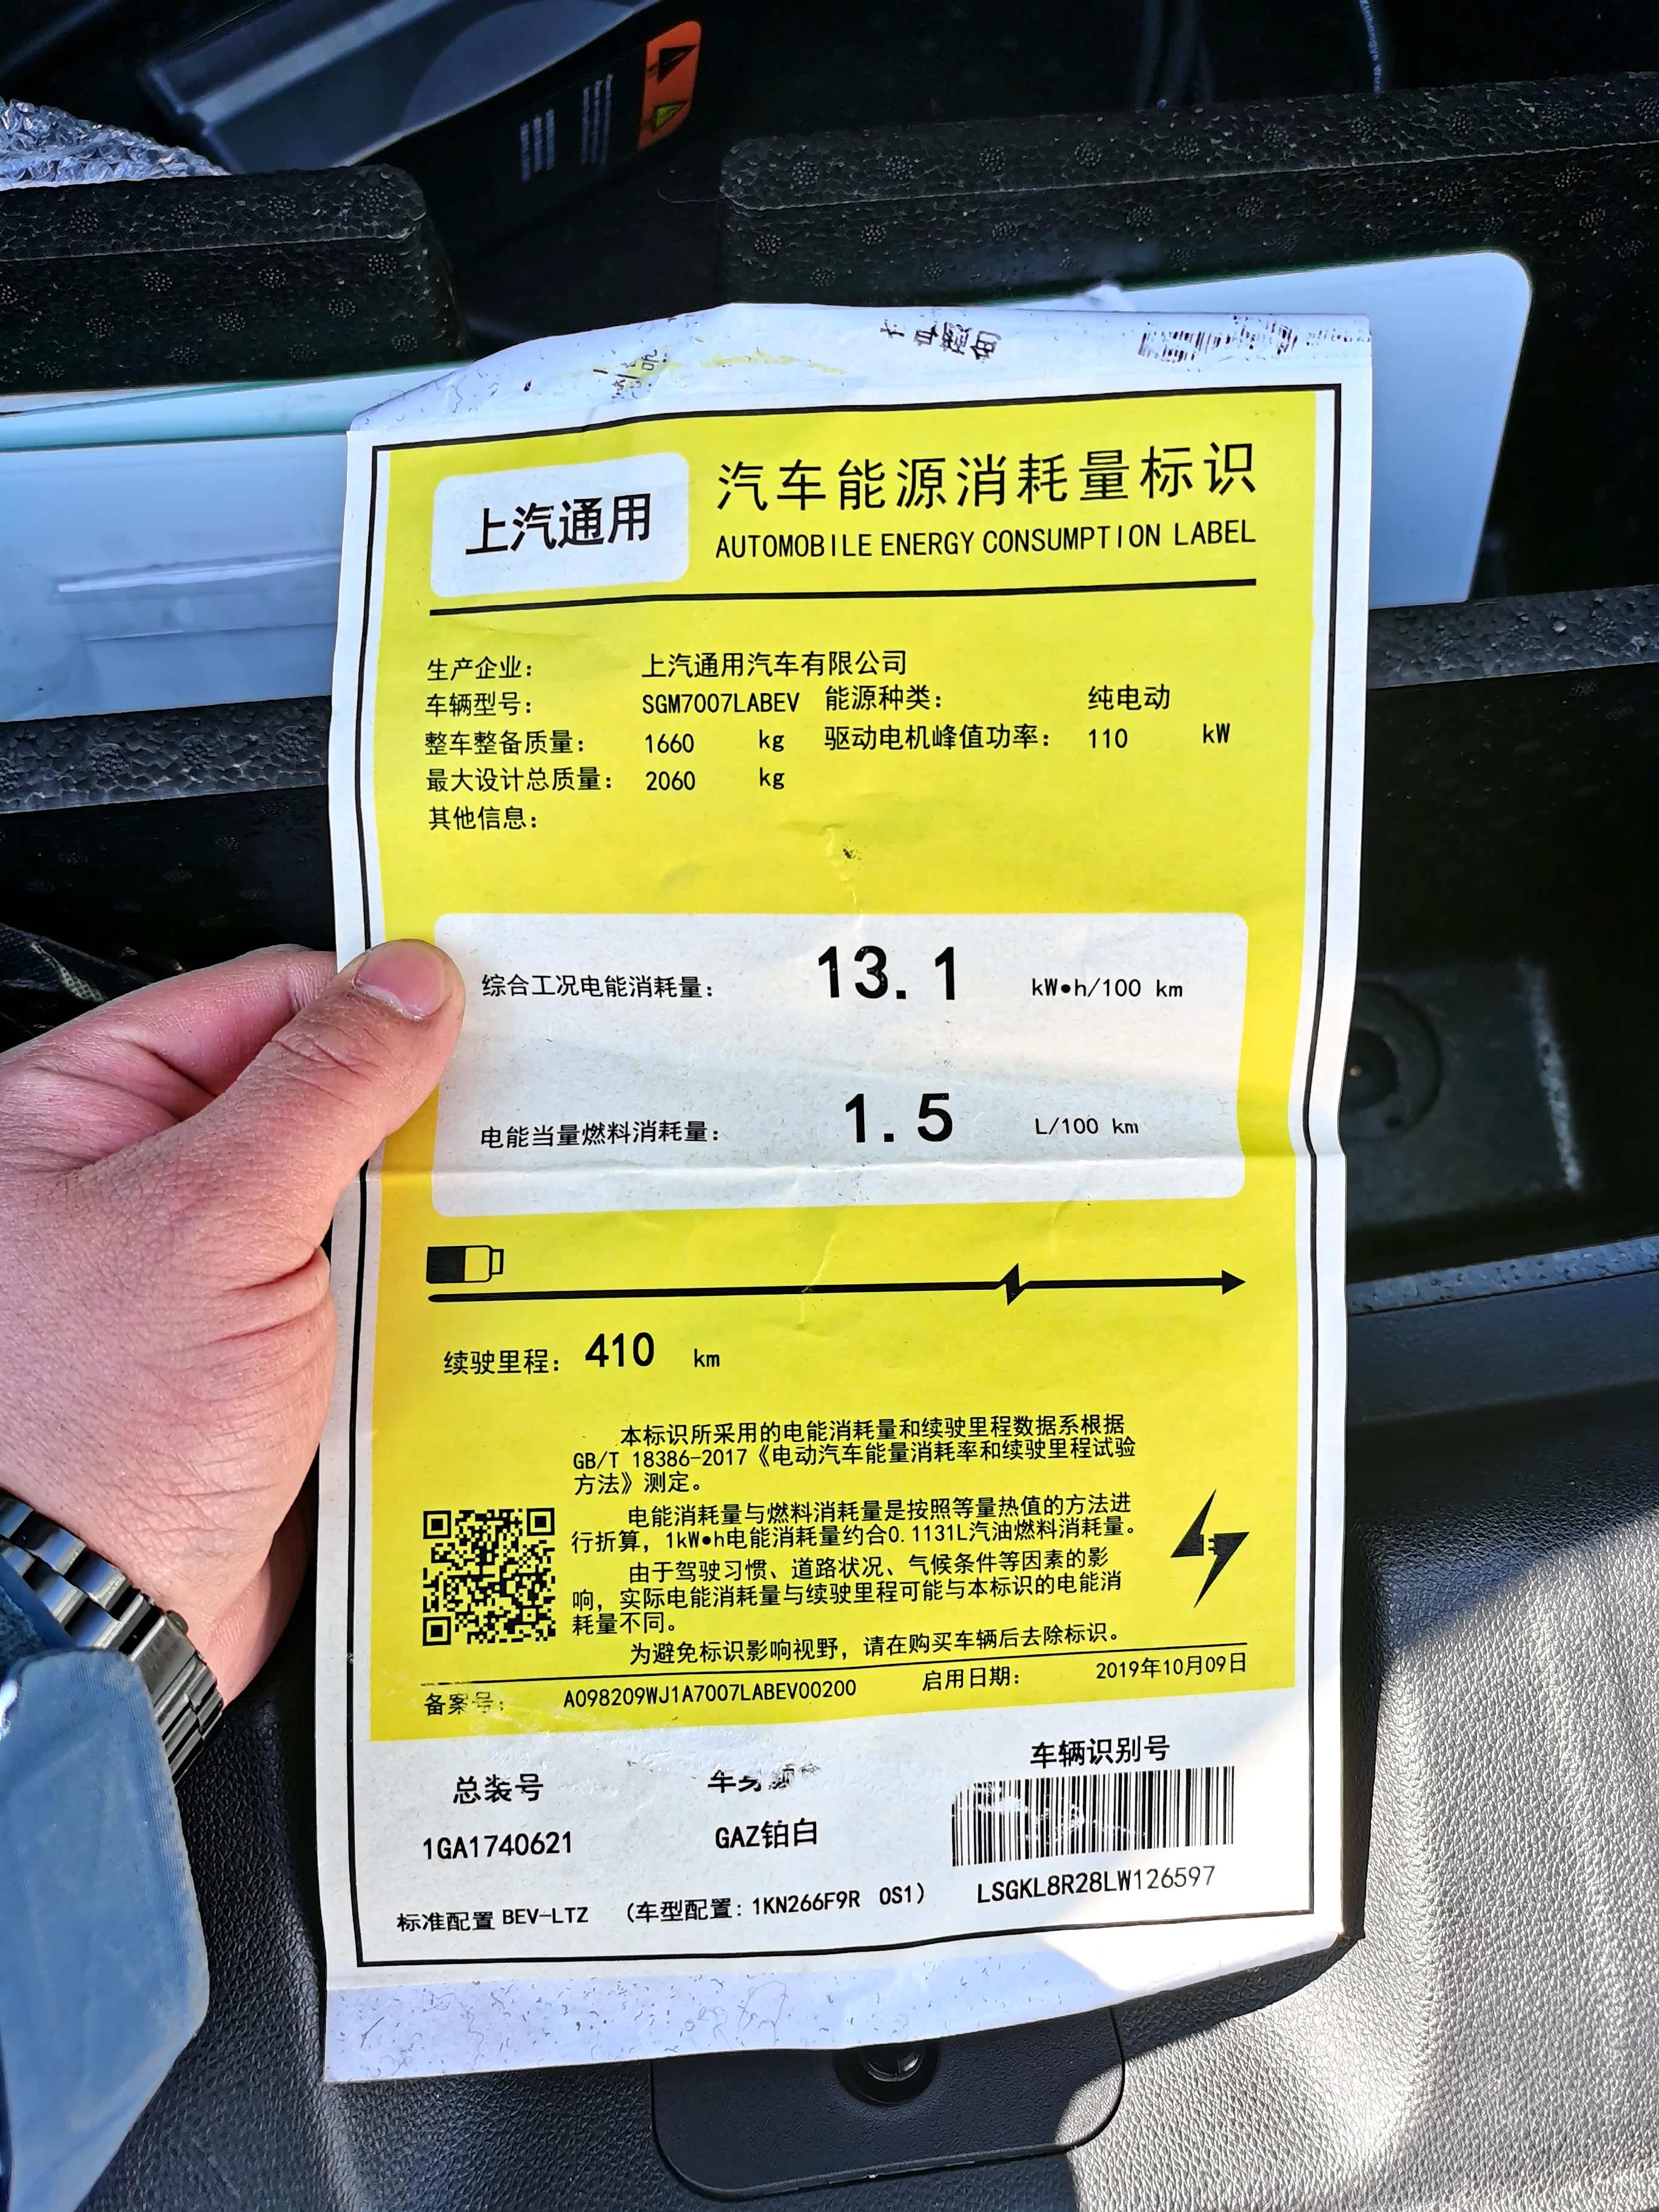 上汽通用
汽车能源消耗量标识
AUTOMOBILE ENERGY CONSUMPTION LABEL
生产企业： 上汽通用汽车有限公司
车辆型号： SGM7007LABEV 能源种类： 纯电动
整车整备质量： 1660 kg 驱动电机峰值功率： 110 kW
最大设计总质量： 2060 kg
其他信息：
综合工况电能消耗量： 13.1 kW•h/100 km
电能当量燃料消耗量： 1.5 L/100 km
续驶里程： 410 km
本标识所采用的电能消耗量和续驶里程数据系根据
GB/T 18386-2017《电动汽车能量消耗率和续驶里程试验
方法》测定。
电能消耗量与燃料消耗量是按照等量热值的方法进
行折算，1kW•h电能消耗量约合0.1131L汽油燃料消耗量。
由于驾驶习惯、道路状况、气候条件等因素的影
响，实际电能消耗量与续驶里程可能与本标识的电能消
耗量不同。
为避免标识影响视野，请在购买车辆后去除标识。
备案号： A098209WJ1A7007LABEV00200 启用日期： 2019年10月09日
总装号 车身 车辆识别号
1GA1740621 GAZ铂白
LSGKL8R28LW126597
标准配置 BEV-LTZ （车型配置：1KN266F9R 0S1）